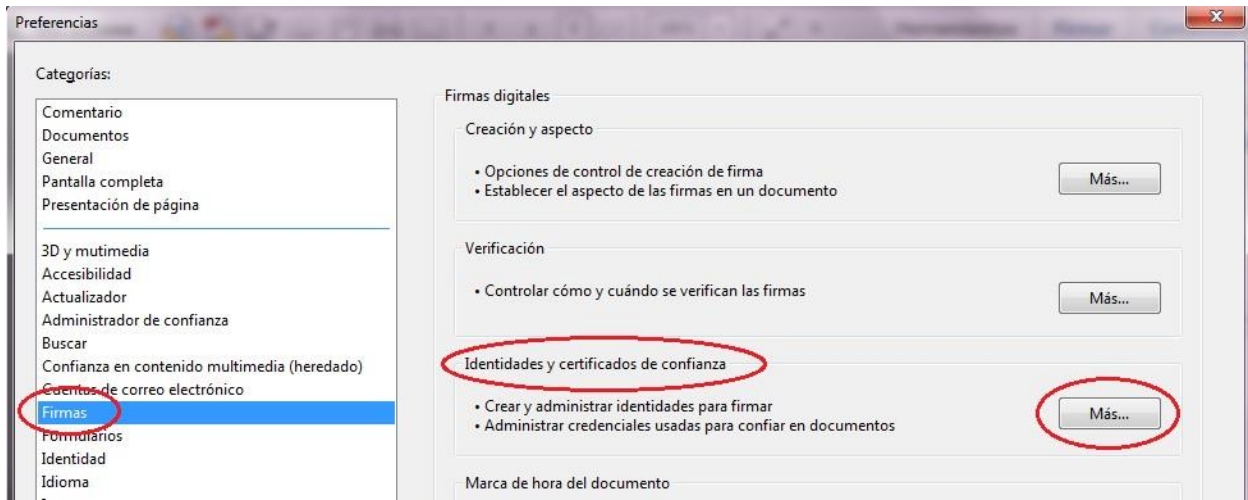 Preferencias
Categorías:
Comentario
Documentos
General
Pantalla completa
Presentación de página
3D y mutimedia
Accesibilidad
Actualizador
Administrador de confianza
Buscar
Confianza en contenido multimedia (heredado)
Cuentas de correo electrónico
Firmas
Formularios
Identidad
Idioma
Firmas digitales
Creación y aspecto
• Opciones de control de creación de firma
• Establecer el aspecto de las firmas en un documento
Más...
Verificación
• Controlar cómo y cuándo se verifican las firmas
Más...
Identidades y certificados de confianza
• Crear y administrar identidades para firmar
• Administrar credenciales usadas para confiar en documentos
Más...
Marca de hora del documento